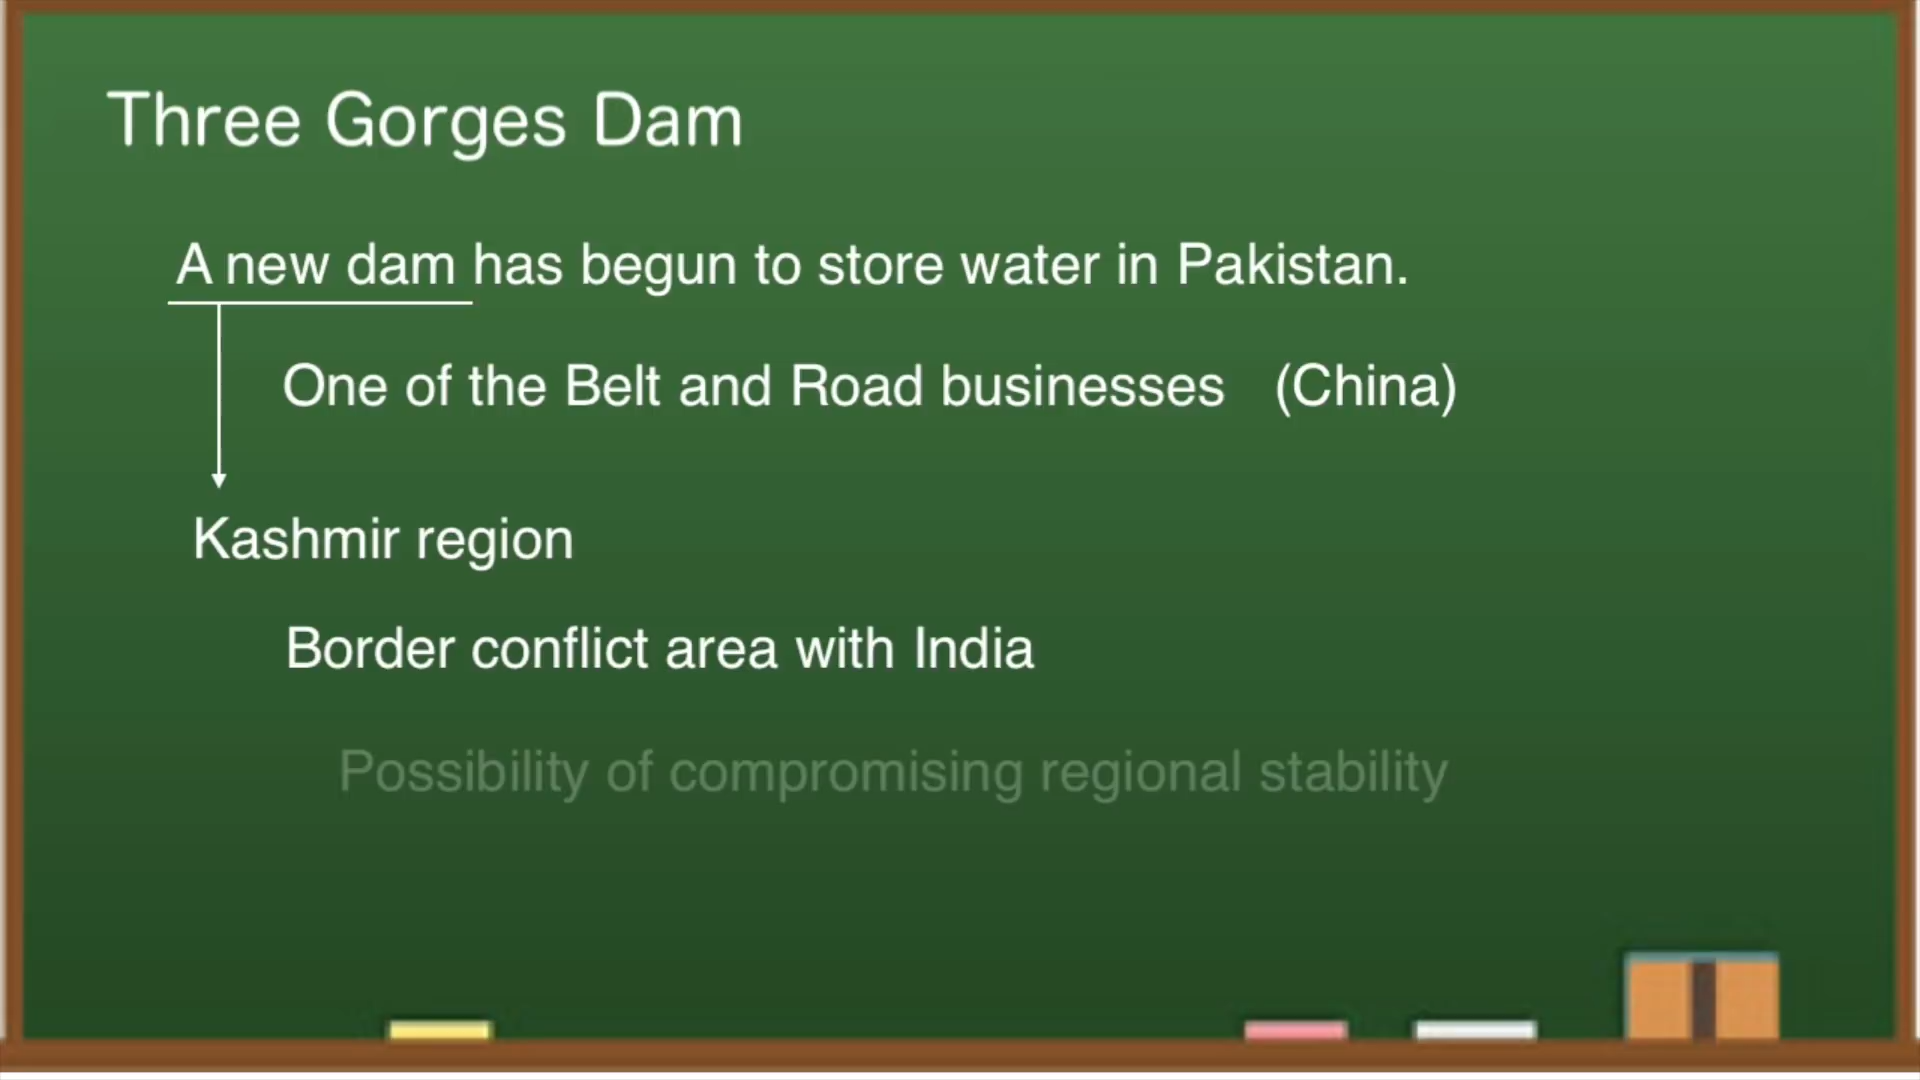 Three Gorges Dam
A new dam has begun to store water in Pakistan.
One of the Belt and Road businesses (China)
Kashmir region
Border conflict area with India
Possibility of compromising regional stability